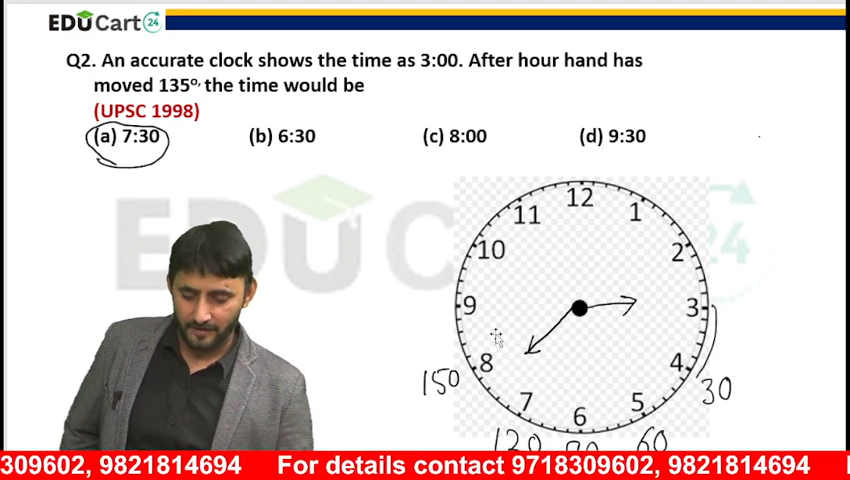 EDUCart 24
Q2. An accurate clock shows the time as 3:00. After hour hand has
moved 135°, the time would be
(UPSC 1998)
(a) 7:30 (b) 6:30 (c) 8:00 (d) 9:30
EDUC 24
12
11 1
10 2
9 3
8 4
7 5
6
150 30
120 90 60
309602, 9821814694 For details contact 9718309602, 9821814694